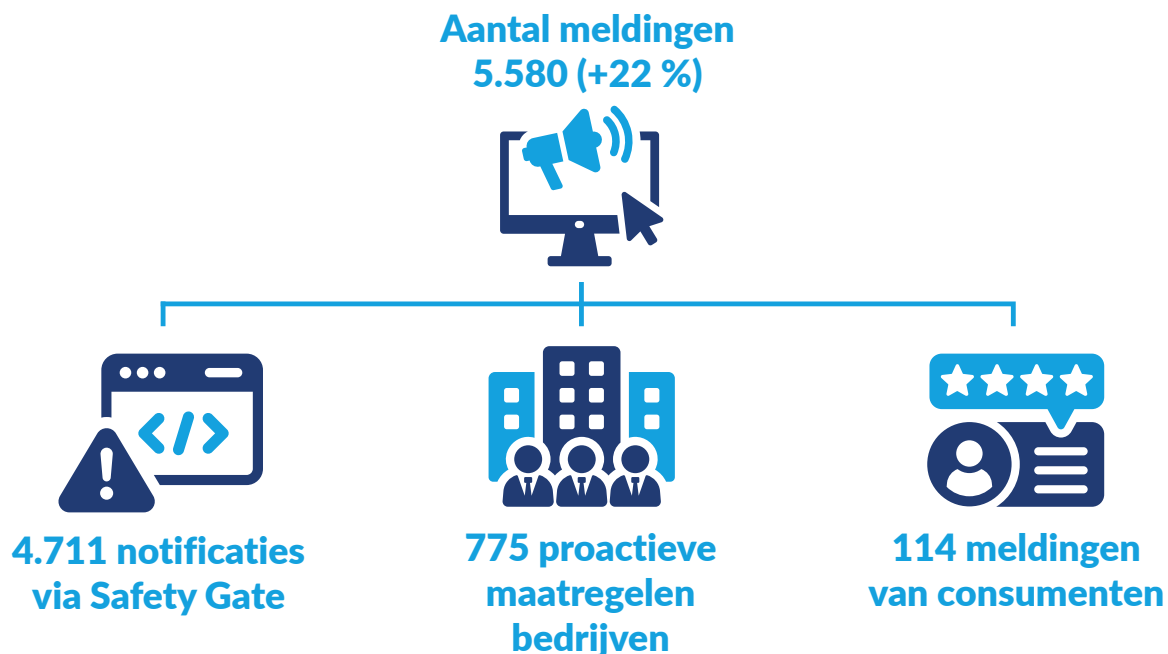 Aantal meldingen
5.580 (+22 %)
4.711 notificaties
via Safety Gate
775 proactieve
maatregelen
bedrijven
114 meldingen
van consumenten